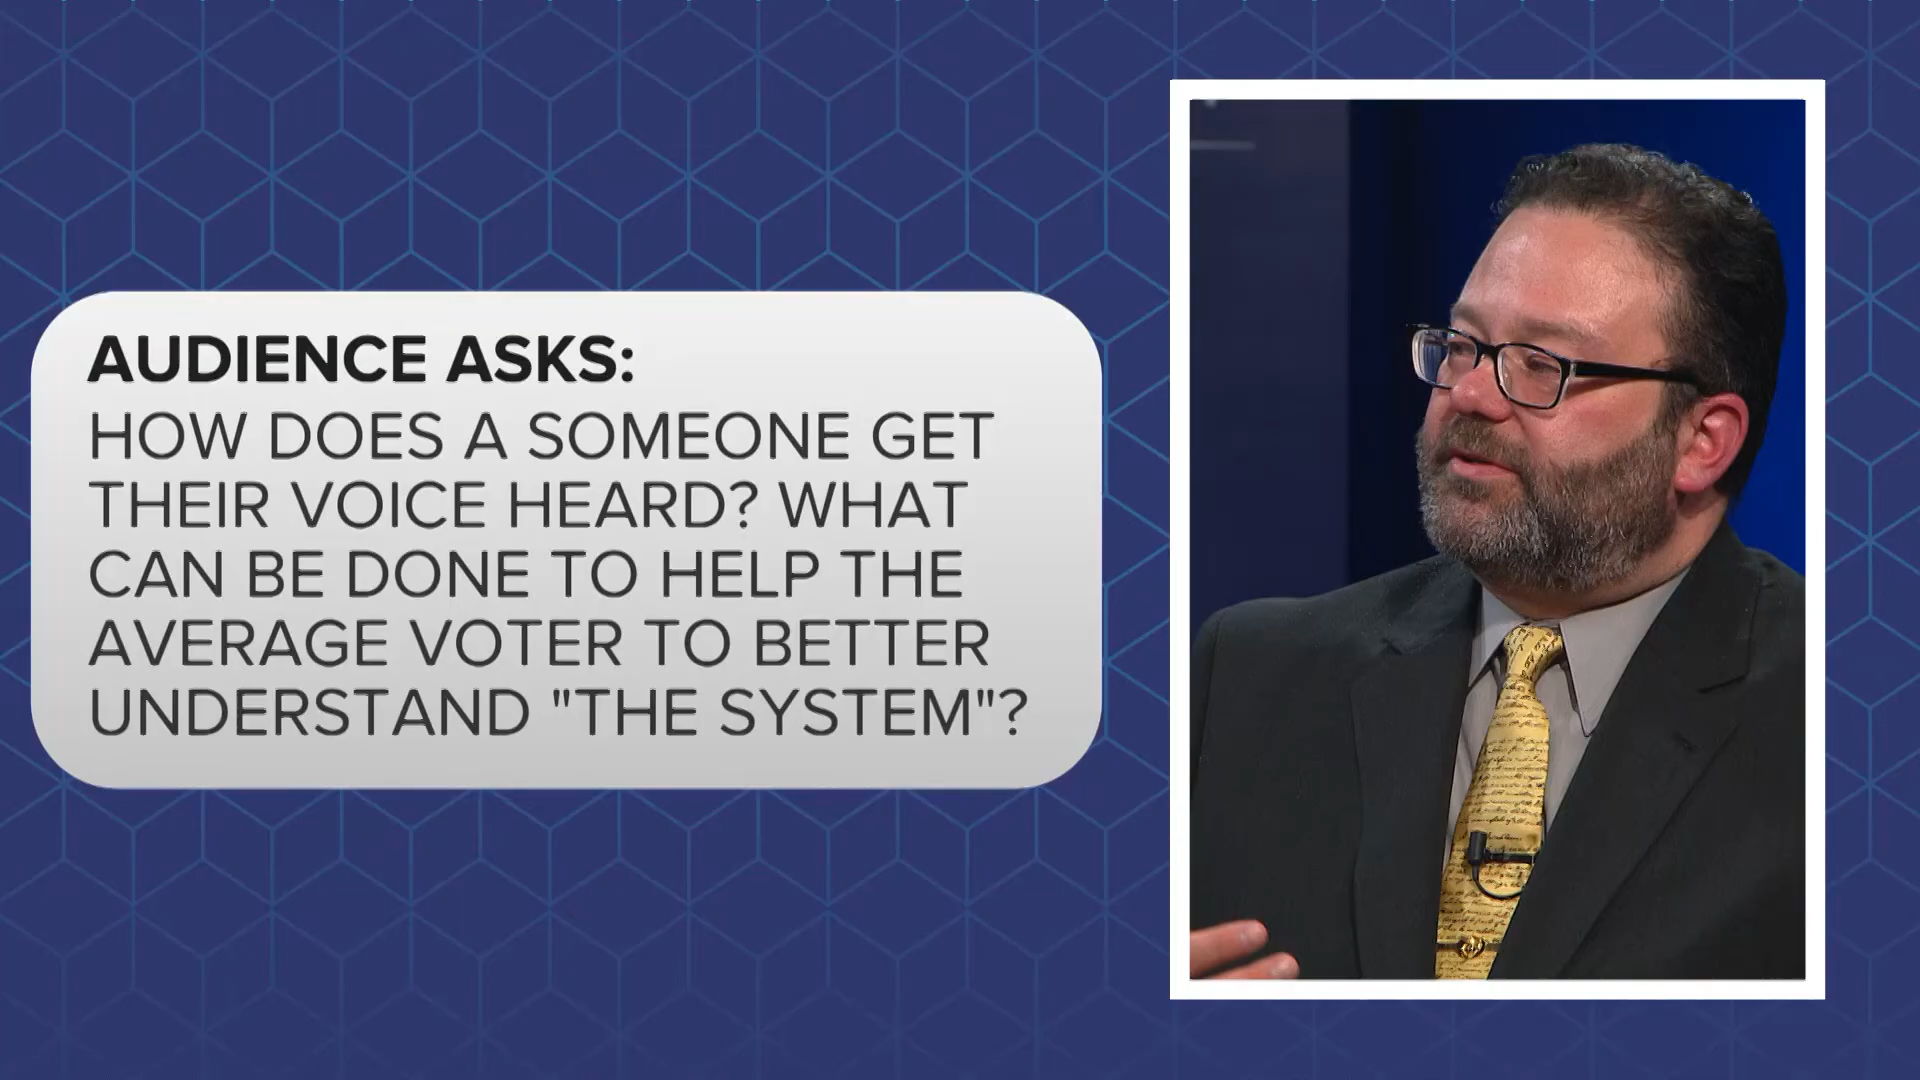 AUDIENCE ASKS:
HOW DOES A SOMEONE GET
THEIR VOICE HEARD? WHAT
CAN BE DONE TO HELP THE
AVERAGE VOTER TO BETTER
UNDERSTAND "THE SYSTEM"?